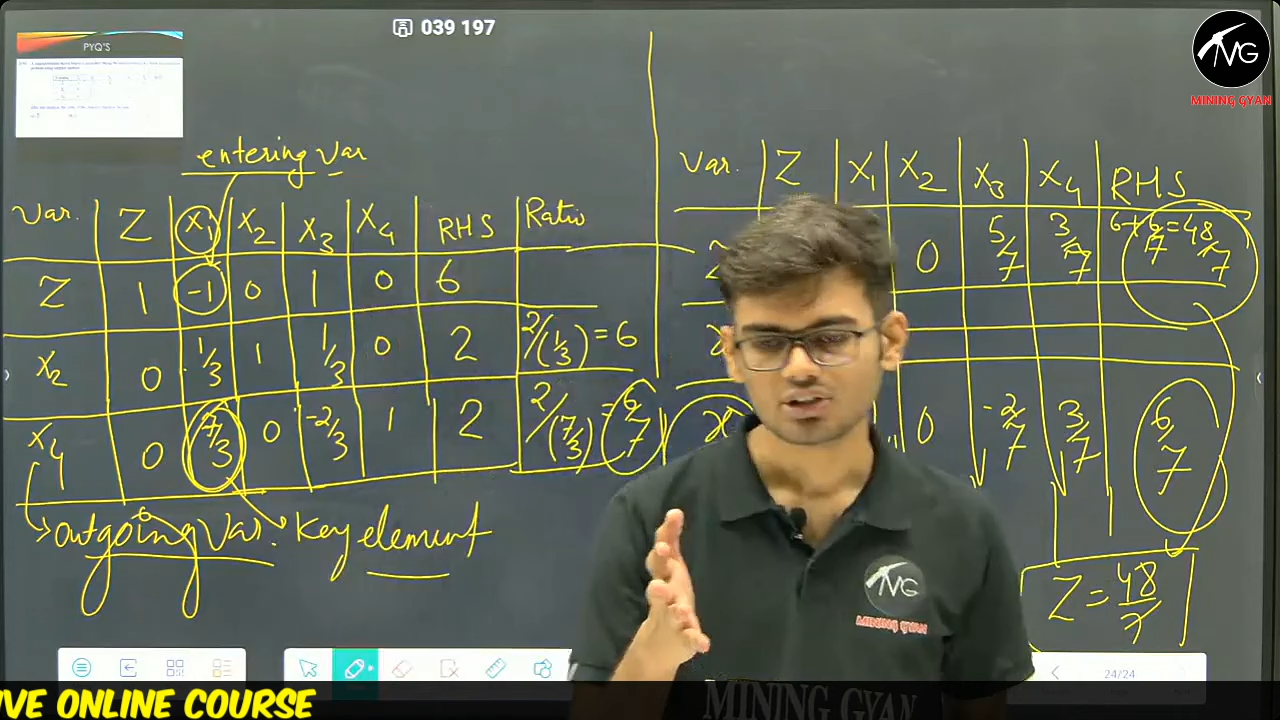 039 197
PYQ'S
TVG
MINING GYAN
entering var
Var. Z X1 X2 X3 X4 RHS Ratio
Z 1 -1 0 1 0 6
X2 0 1/3 1 1/3 0 2 2/(1/3) = 6
X4 0 7/3 0 -2/3 1 2 2/(7/3) = 6/7
outgoing var. key element
Var. Z X1 X2 X3 X4 RHS
0 5/7 3/7 6+6/7=48/7
0 -2/7 3/7 6/7
Z = 48/7
TVG
MINING GYAN
24/24
MINING GYAN
IVE ONLINE COURSE